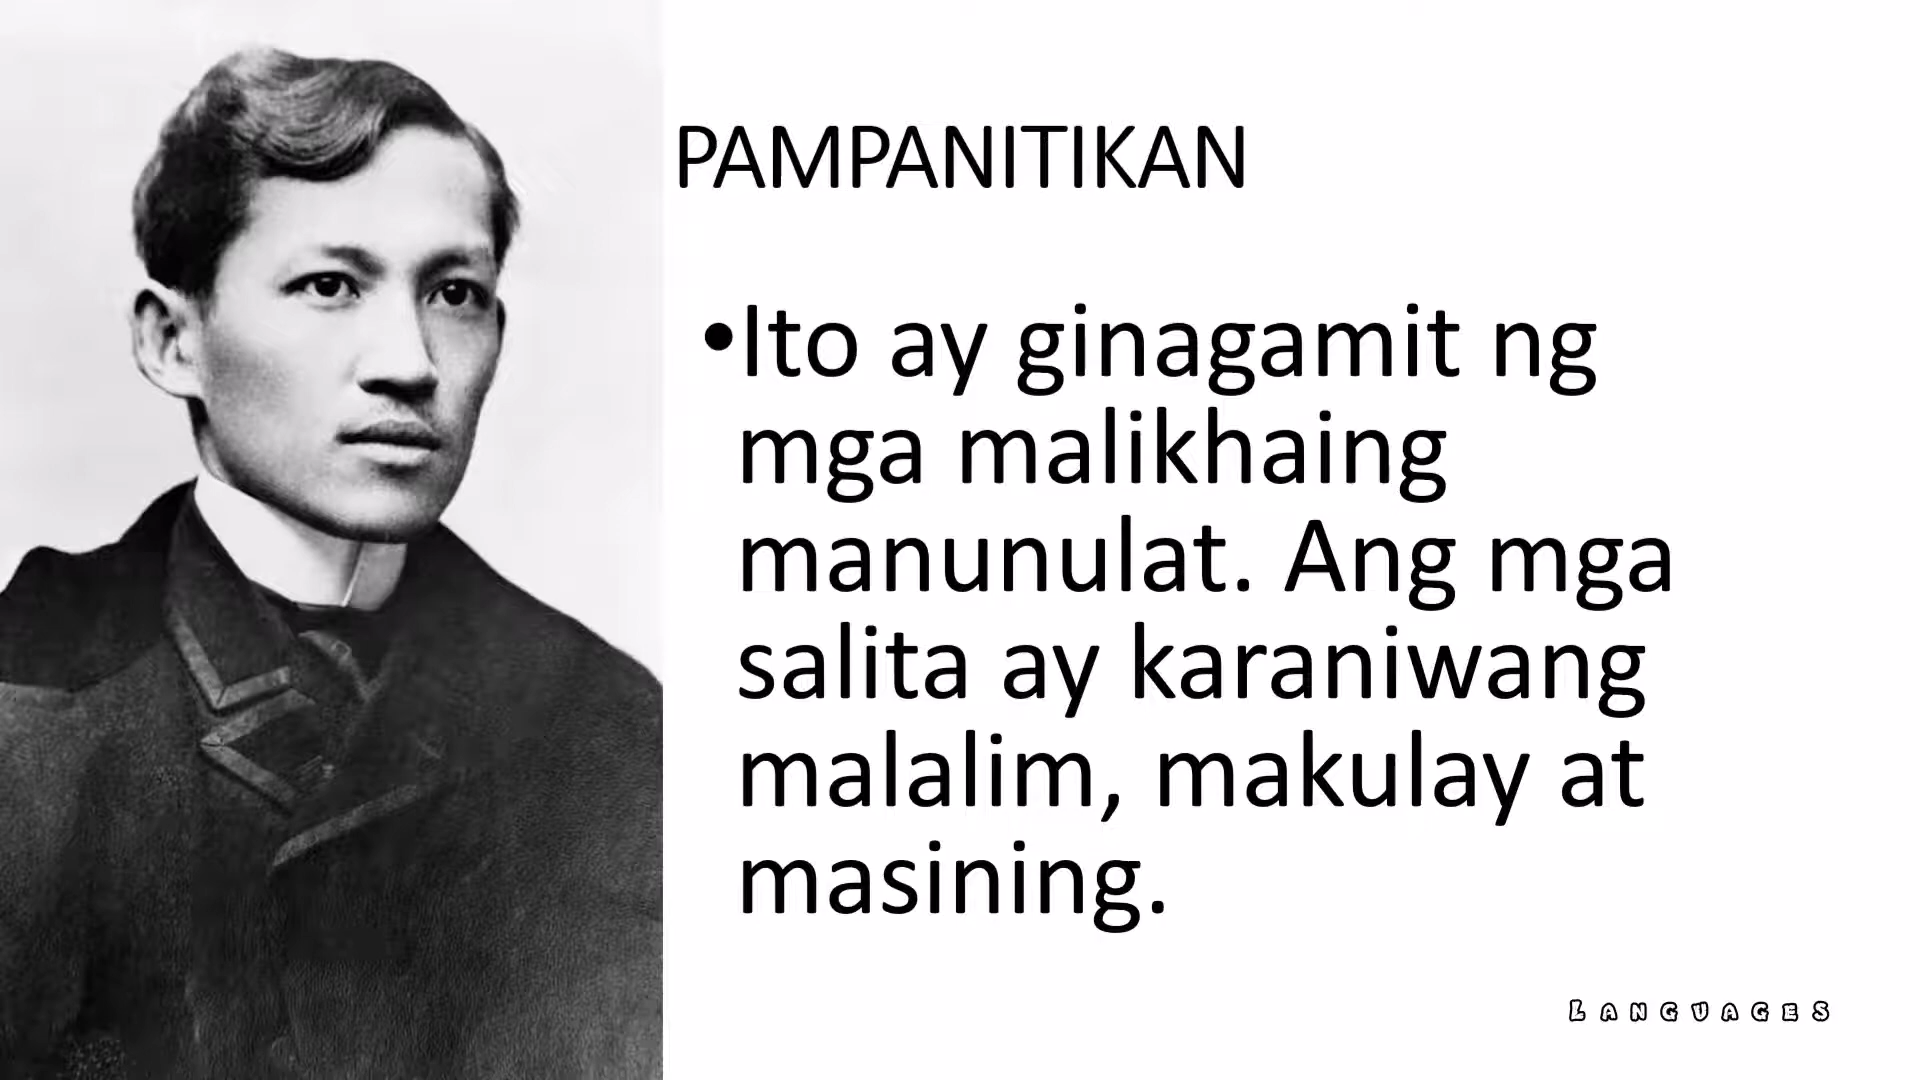 PAMPANITIKAN
•Ito ay ginagamit ng
mga malikhaing
manunulat. Ang mga
salita ay karaniwang
malalim, makulay at
masining.
LANGUAGES